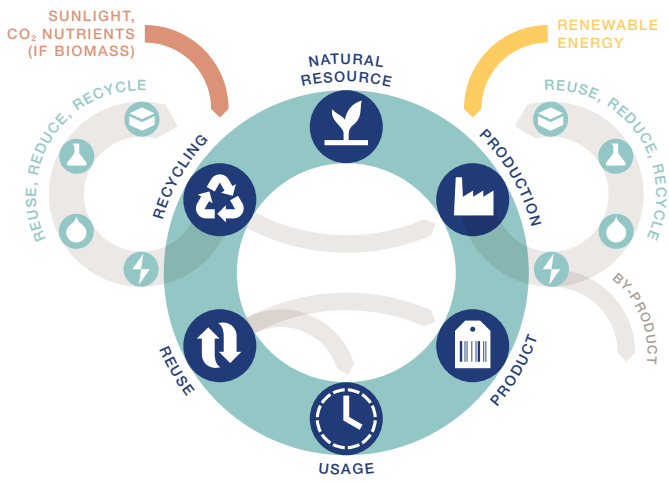 SUNLIGHT,
CO₂ NUTRIENTS
(IF BIOMASS)
RENEWABLE
ENERGY
NATURAL
RESOURCE
REUSE, REDUCE, RECYCLE
RECYCLING
PRODUCTION
REUSE, REDUCE, RECYCLE
BY-PRODUCT
REUSE
PRODUCT
USAGE